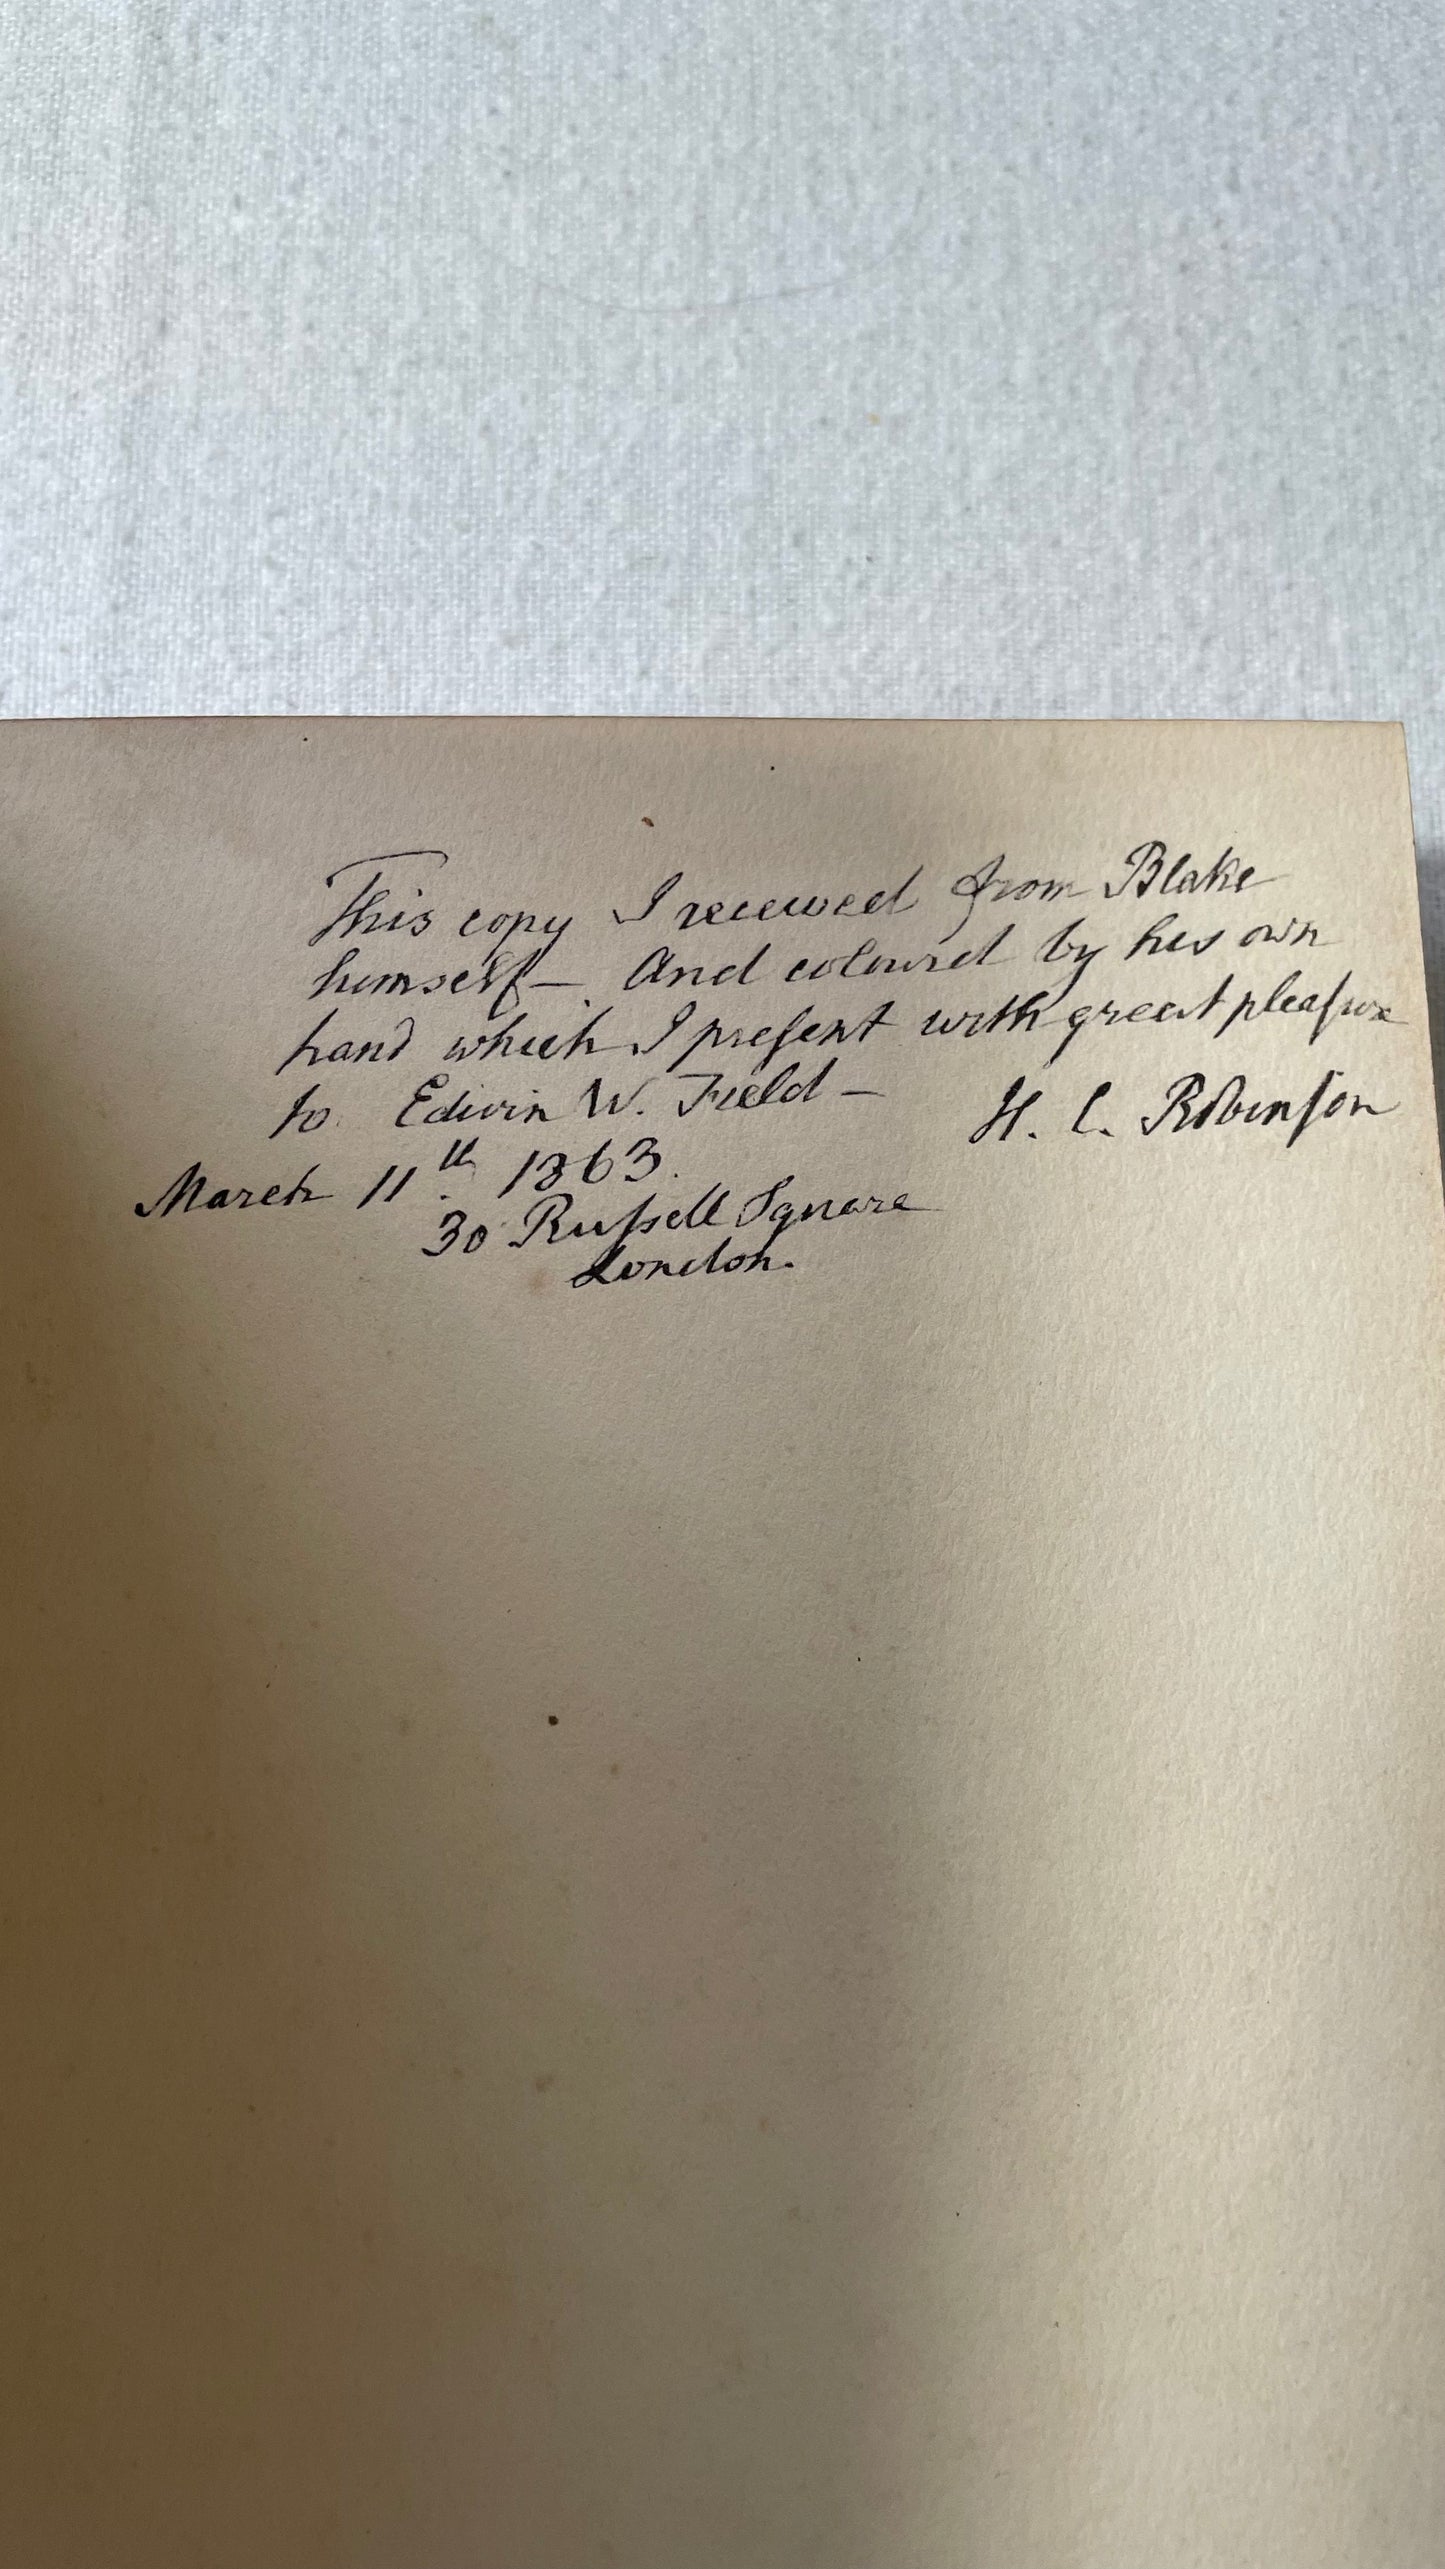 This copy I received from Blake
himself — And coloured by his own
hand which I preſent with great pleaſure
to Edwin W. Field —
H. C. Robinſon
March 11th. 1863.
30 Ruſsell Square
London.